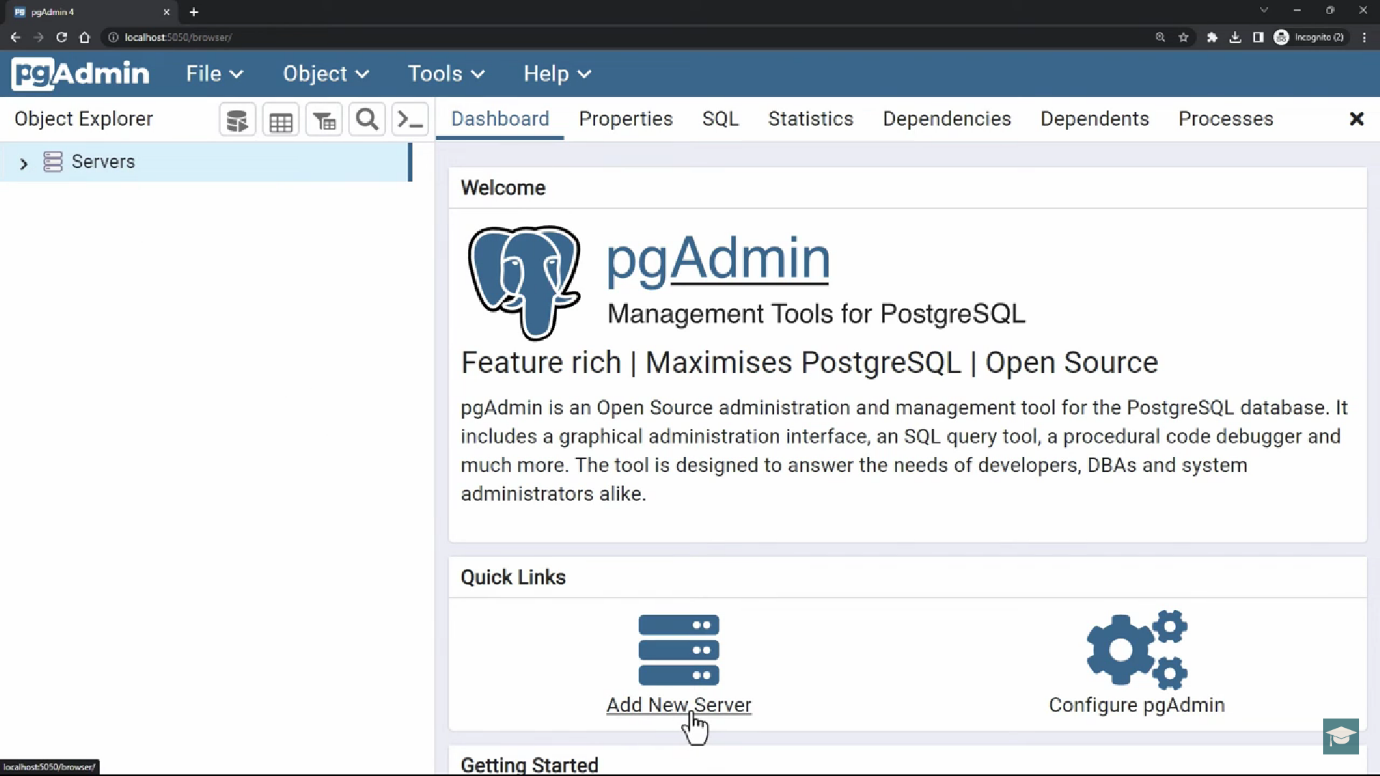 pgAdmin 4
localhost:5050/browser/
Incognito (2)
pgAdmin
File
Object
Tools
Help
Object Explorer
Dashboard
Properties
SQL
Statistics
Dependencies
Dependents
Processes
Servers
Welcome
pgAdmin
Management Tools for PostgreSQL
Feature rich | Maximises PostgreSQL | Open Source
pgAdmin is an Open Source administration and management tool for the PostgreSQL database. It
includes a graphical administration interface, an SQL query tool, a procedural code debugger and
much more. The tool is designed to answer the needs of developers, DBAs and system
administrators alike.
Quick Links
Add New Server
Configure pgAdmin
Getting Started
localhost:5050/browser/